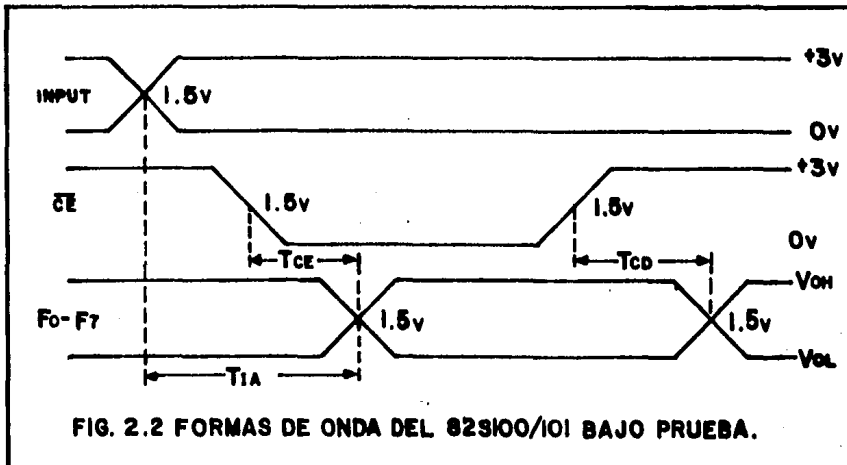 +3V
INPUT
1.5V
0V
+3V
CE
1.5V
1.5V
0V
TCE
TCD
VOH
F0-F7
1.5V
1.5V
VOL
TIA
FIG. 2.2 FORMAS DE ONDA DEL 82S100/101 BAJO PRUEBA.